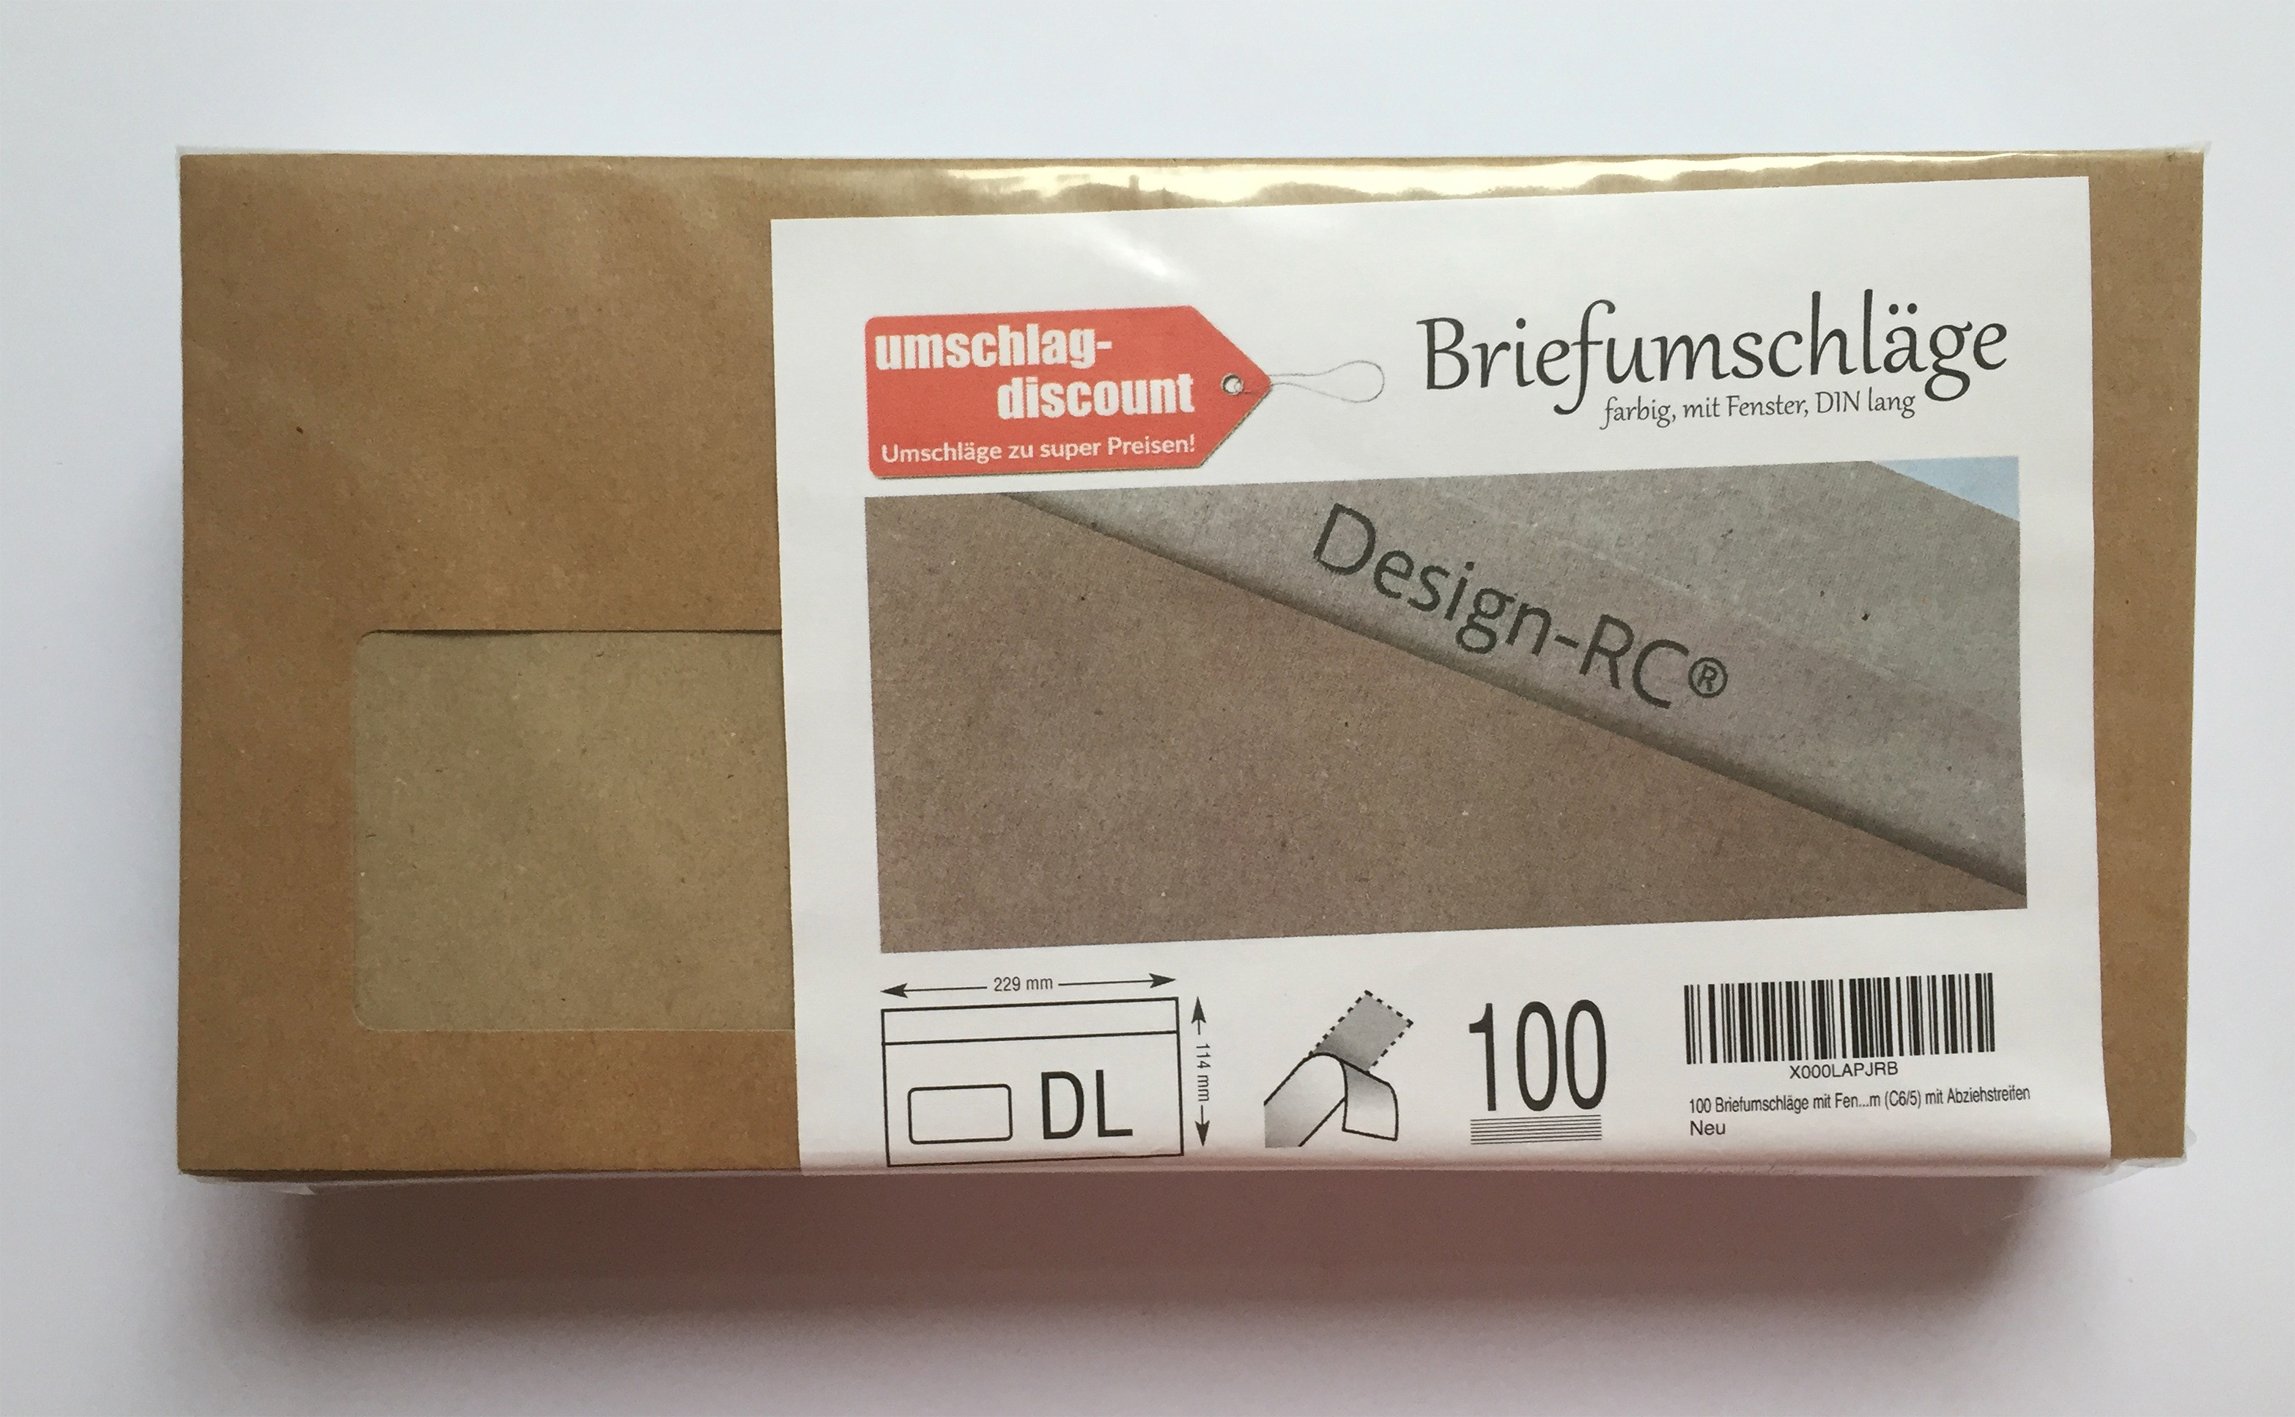 umschlag-
discount
Umschläge zu super Preisen!
Briefumschläge
farbig, mit Fenster, DIN lang
Design-RC®
229 mm
114 mm
DL
100
X000LAPJRB
100 Briefumschläge mit Fen...m (C6/5) mit Abziehstreifen
Neu